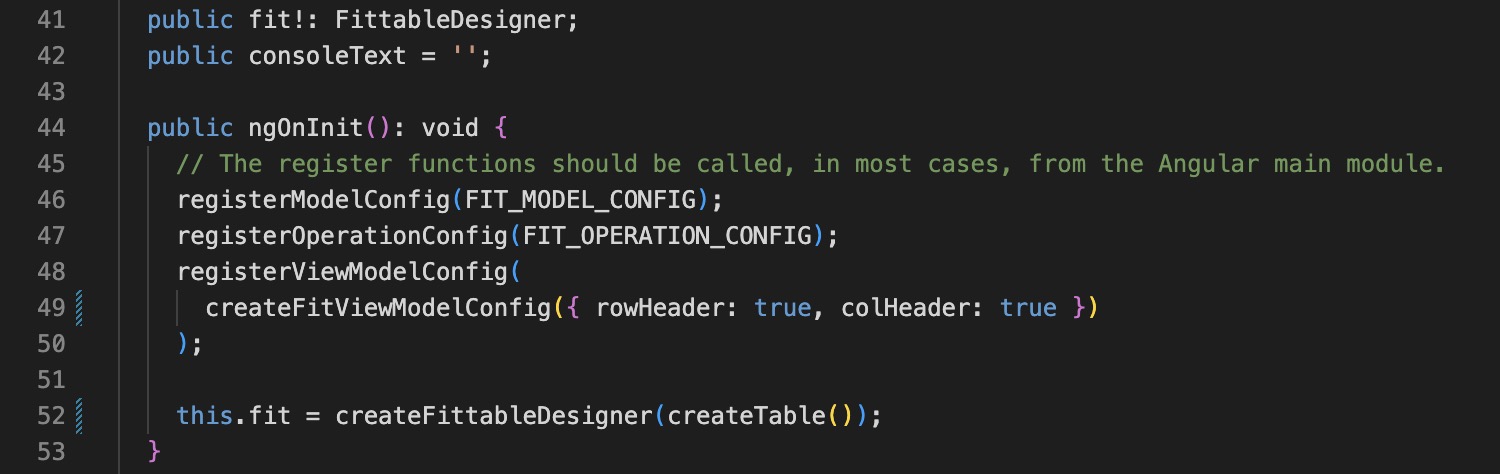 41 public fit!: FittableDesigner;
42 public consoleText = '';
43
44 public ngOnInit(): void {
45 // The register functions should be called, in most cases, from the Angular main module.
46 registerModelConfig(FIT_MODEL_CONFIG);
47 registerOperationConfig(FIT_OPERATION_CONFIG);
48 registerViewModelConfig(
49 createFitViewModelConfig({ rowHeader: true, colHeader: true })
50 );
51
52 this.fit = createFittableDesigner(createTable());
53 }